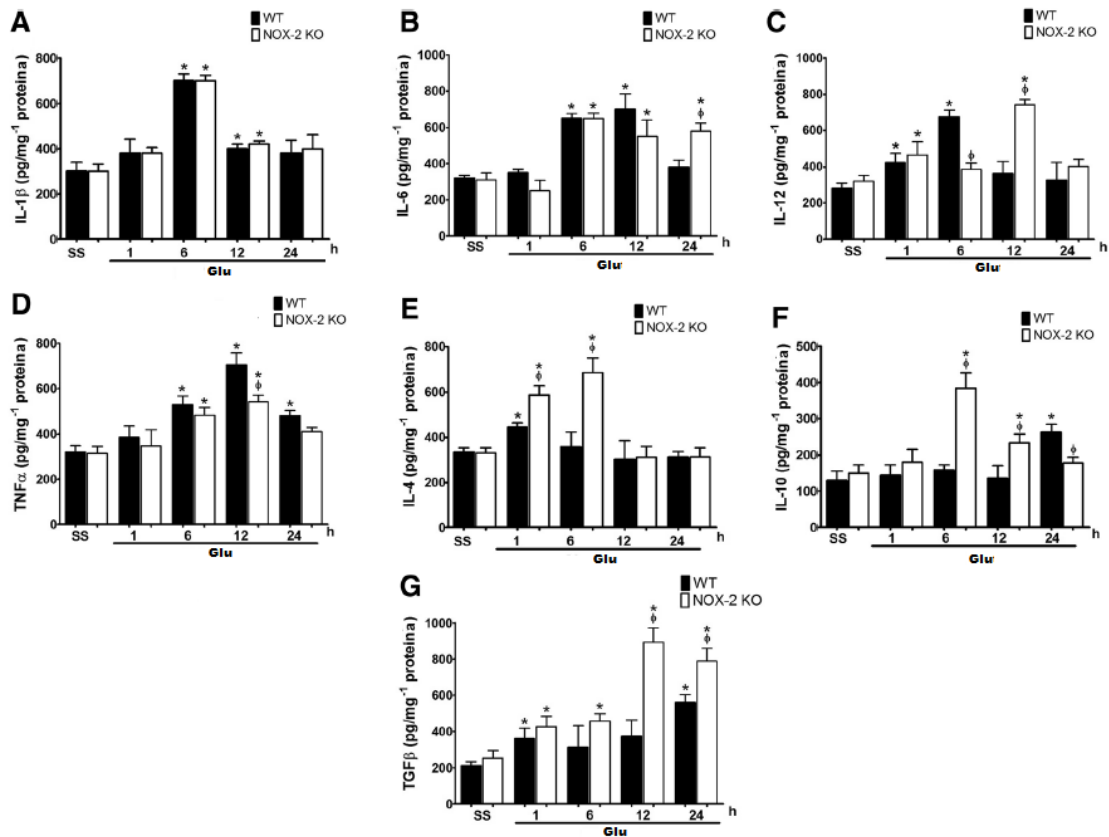 A
WT
NOX-2 KO
IL-1β (pg/mg⁻¹ proteina)
800
600
400
200
0
SS 1 6 12 24 h
Glu
* * * *
B
WT
NOX-2 KO
IL-6 (pg/mg⁻¹ proteina)
1000
800
600
400
200
0
SS 1 6 12 24 h
Glu
* * * * * ϕ
C
WT
NOX-2 KO
IL-12 (pg/mg⁻¹ proteína)
1000
800
600
400
200
0
SS 1 6 12 24 h
Glu
* * * ϕ * ϕ
D
WT
NOX-2 KO
TNFα (pg/mg⁻¹ proteina)
800
600
400
200
0
SS 1 6 12 24 h
Glu
* * * * ϕ *
E
WT
NOX-2 KO
IL-4 (pg/mg⁻¹ proteina)
800
600
400
200
0
SS 1 6 12 24 h
Glu
* * ϕ * ϕ
F
WT
NOX-2 KO
IL-10 (pg/mg⁻¹ proteína)
500
400
300
200
100
0
SS 1 6 12 24 h
Glu
* ϕ * ϕ * ϕ
G
WT
NOX-2 KO
TGFβ (pg/mg⁻¹ proteina)
1000
800
600
400
200
0
SS 1 6 12 24 h
Glu
* * * * ϕ * * ϕ